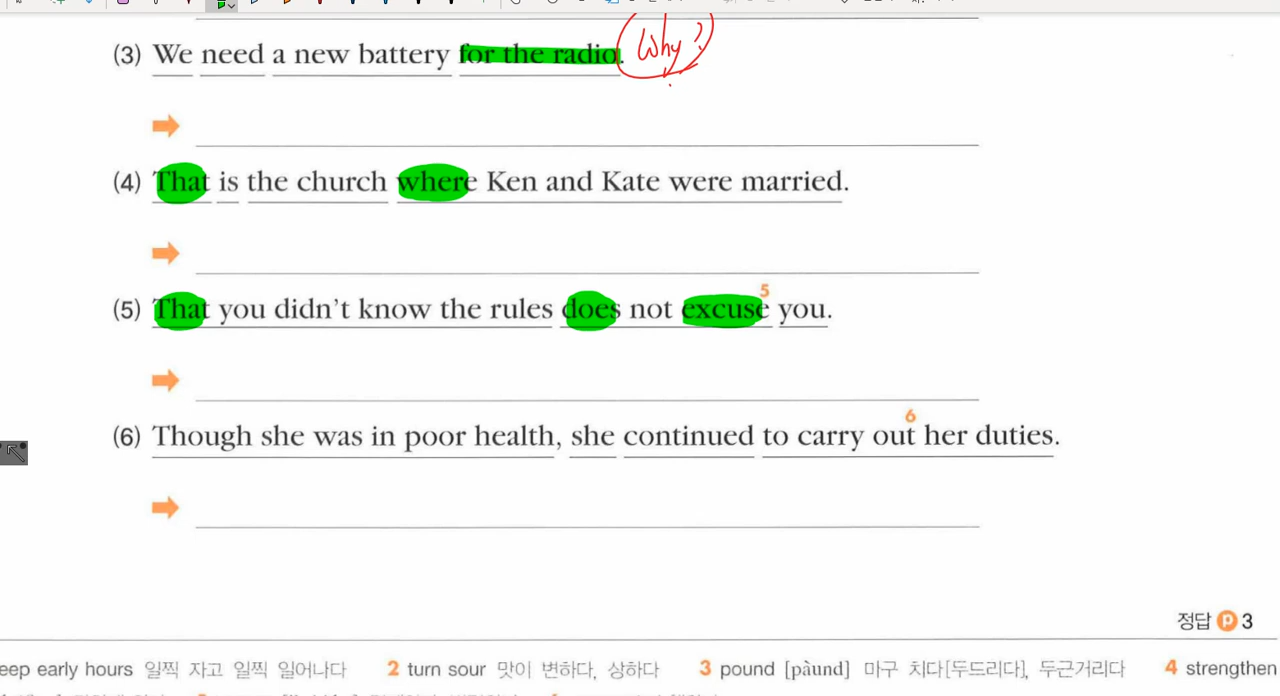 (3) We need a new battery for the radio. Why?
(4) That is the church where Ken and Kate were married.
5
(5) That you didn't know the rules does not excuse you.
6
(6) Though she was in poor health, she continued to carry out her duties.
정답 P 3
eep early hours 일찍 자고 일찍 일어나다 2 turn sour 맛이 변하다, 상하다 3 pound [pàund] 마구 치다[두드리다], 두근거리다 4 strengthen